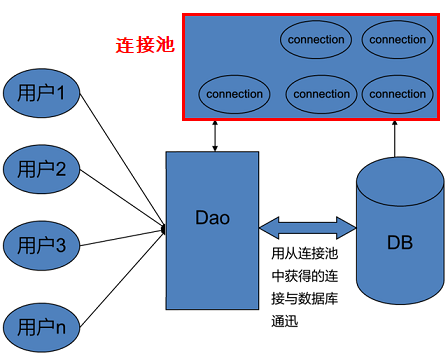 连接池
connection
connection
connection
connection
connection
用户1
用户2
用户3
用户n
Dao
DB
用从连接池
中获得的连
接与数据库
通迅